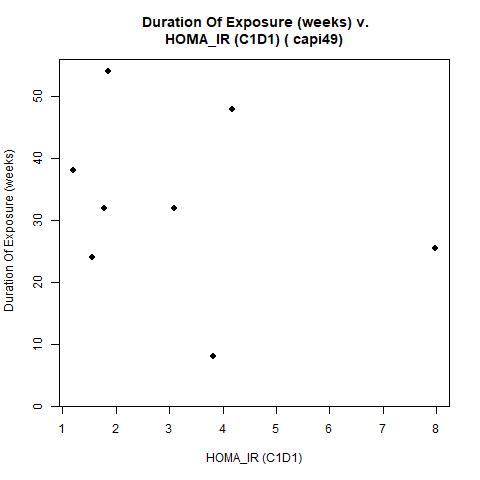 Duration Of Exposure (weeks) v.
HOMA_IR (C1D1) ( capi49)
Duration Of Exposure (weeks)
50
40
30
20
10
0
1 2 3 4 5 6 7 8
HOMA_IR (C1D1)